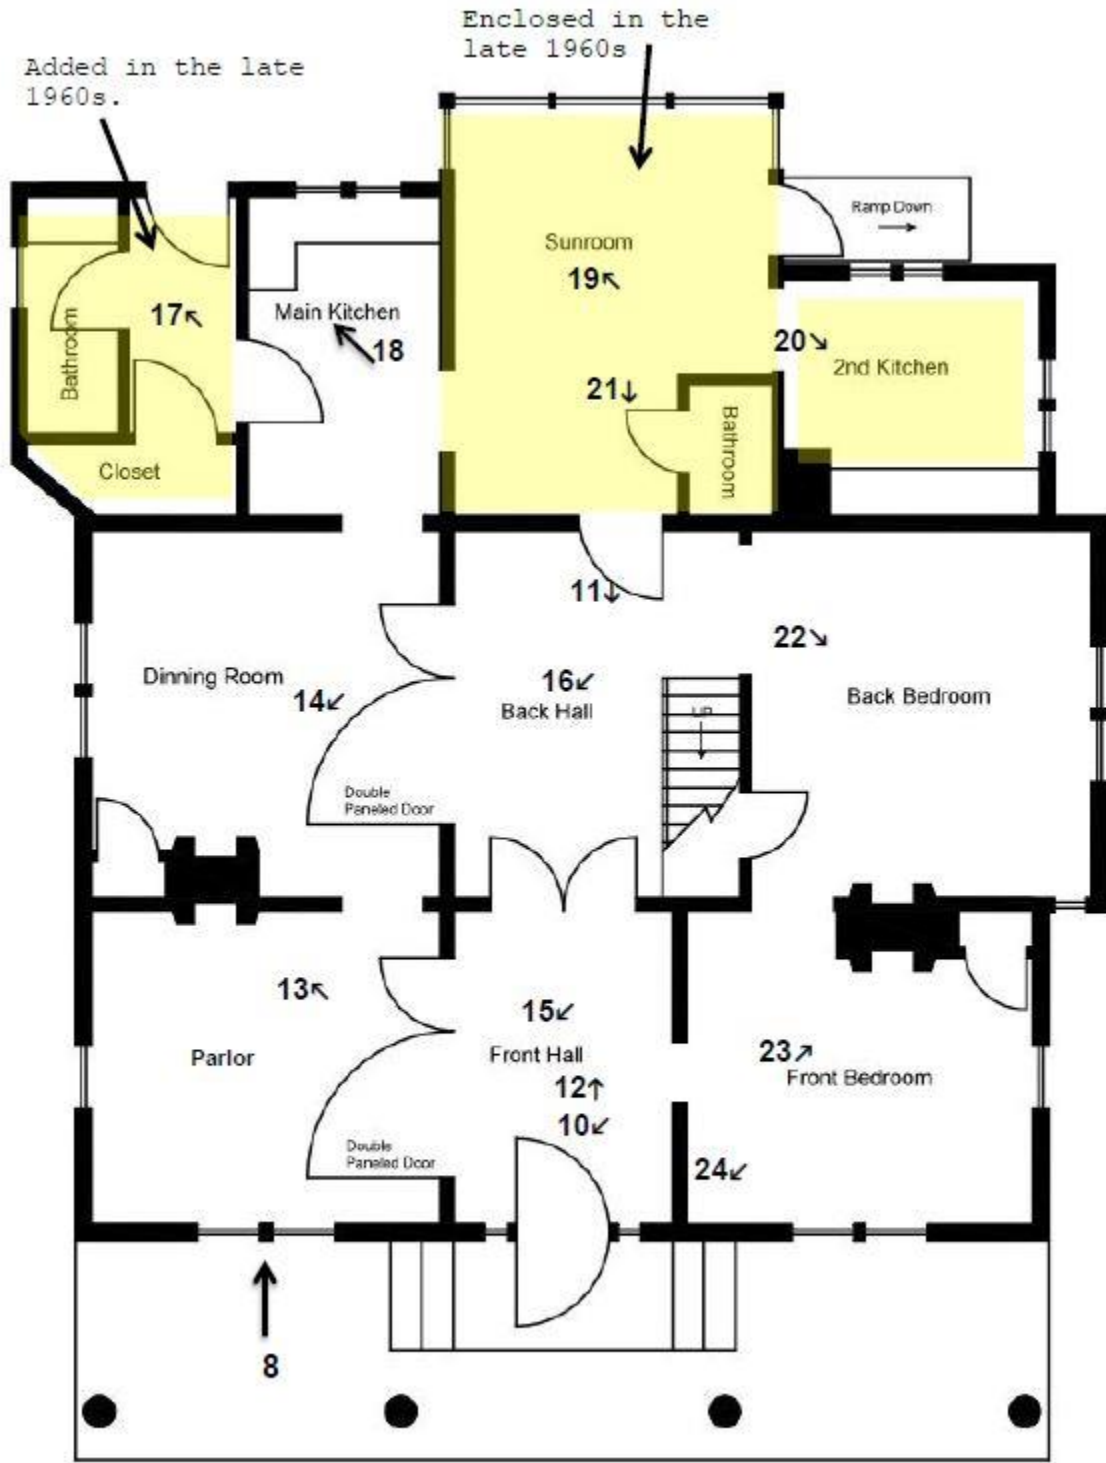 Enclosed in the
late 1960s
Added in the late
1960s.
Ramp Down
→
Sunroom
19↖
Main Kitchen
18
17↖
Bathroom
20↘
2nd Kitchen
21↓
Bathroom
Closet
11↓
22↘
Dinning Room
14↙
16↙
Back Hall
UP
Back Bedroom
Double
Paneled Door
13↖
15↙
Front Hall
Parlor
23↗
Front Bedroom
12↑
10↙
Double
Paneled Door
24↙
8